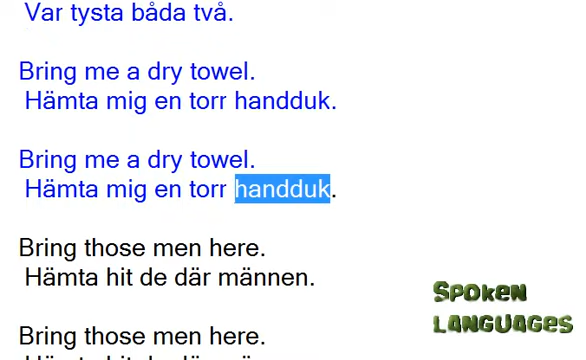 Var tysta båda två.
Bring me a dry towel.
Hämta mig en torr handduk.
Bring me a dry towel.
Hämta mig en torr handduk.
Bring those men here.
Hämta hit de där männen.
Bring those men here.
SPOKEN
LANGUAGES